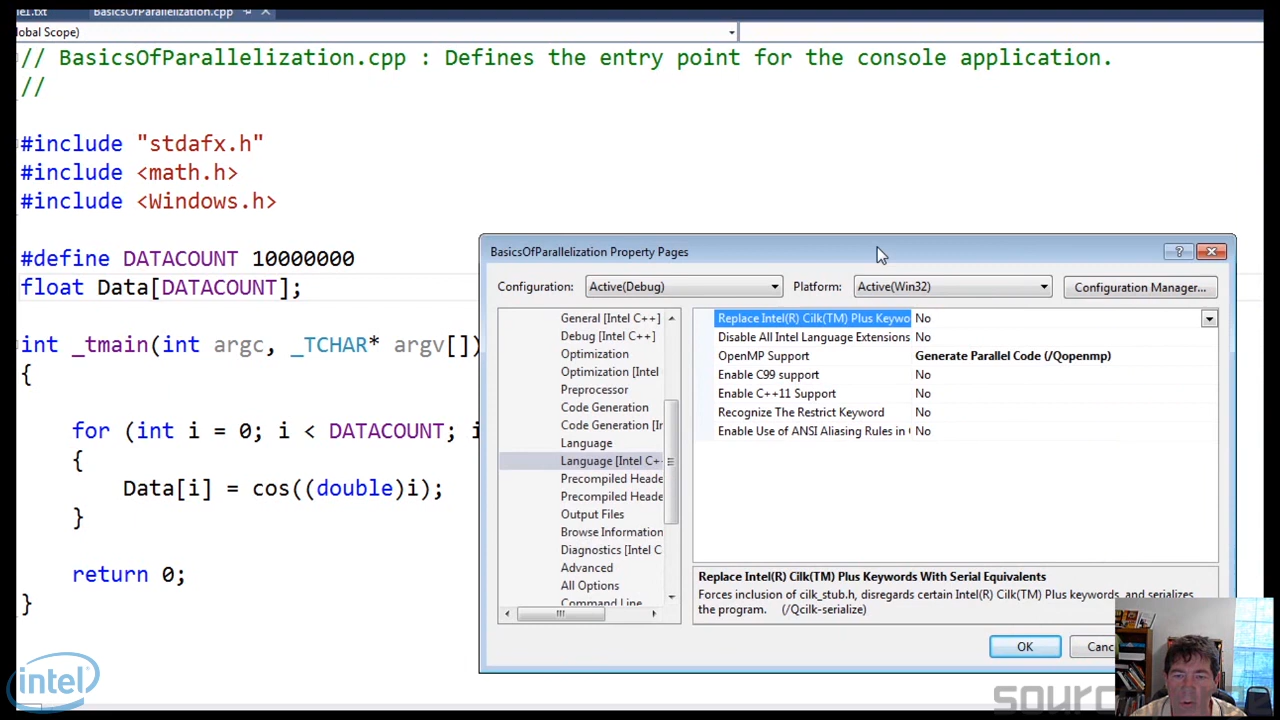 le1.txt BasicsOfParallelization.cpp
lobal Scope)
// BasicsOfParallelization.cpp : Defines the entry point for the console application.
//
#include "stdafx.h"
#include <math.h>
#include <Windows.h>
#define DATACOUNT 10000000
float Data[DATACOUNT];
int _tmain(int argc, _TCHAR* argv[])
{
for (int i = 0; i < DATACOUNT; i
{
Data[i] = cos((double)i);
}
return 0;
}
BasicsOfParallelization Property Pages
Configuration: Active(Debug) Platform: Active(Win32) Configuration Manager...
General [Intel C++]
Debug [Intel C++]
Optimization
Optimization [Intel
Preprocessor
Code Generation
Code Generation [In
Language
Language [Intel C+
Precompiled Heade
Precompiled Heade
Output Files
Browse Information
Diagnostics [Intel C
Advanced
All Options
Command Line
Replace Intel(R) Cilk(TM) Plus Keywo No
Disable All Intel Language Extensions No
OpenMP Support Generate Parallel Code (/Qopenmp)
Enable C99 support No
Enable C++11 Support No
Recognize The Restrict Keyword No
Enable Use of ANSI Aliasing Rules in No
Replace Intel(R) Cilk(TM) Plus Keywords With Serial Equivalents
Forces inclusion of cilk_stub.h, disregards certain Intel(R) Cilk(TM) Plus keywords, and serializes
the program. (/Qcilk-serialize)
OK Canc
intel
sour